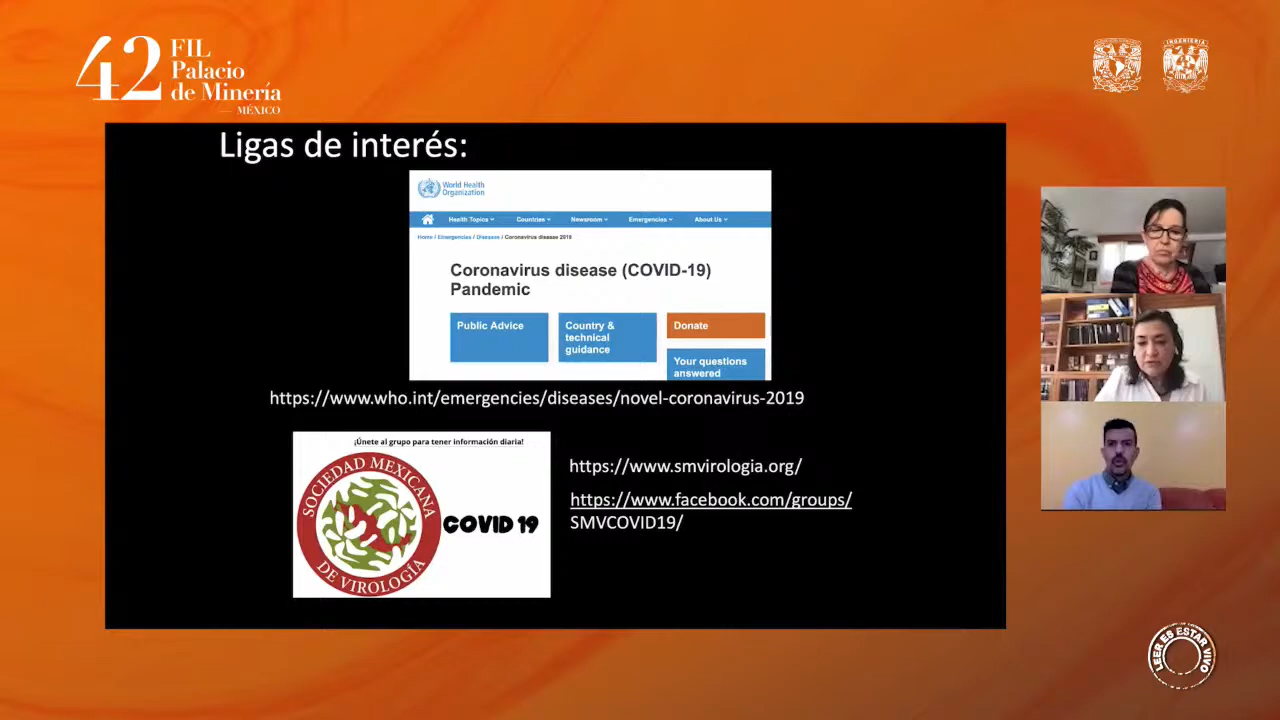 42 FIL
Palacio
de Minería
MÉXICO
INGENIERIA
Ligas de interés:
World Health
Organization
Health Topics
Countries
Newsroom
Emergencies
About Us
Home / Emergencies / Diseases / Coronavirus disease 2019
Coronavirus disease (COVID-19)
Pandemic
Public Advice
Country &
technical
guidance
Donate
Your questions
answered
https://www.who.int/emergencies/diseases/novel-coronavirus-2019
¡Únete al grupo para tener información diaria!
SOCIEDAD MEXICANA
DE VIROLOGÍA
COVID 19
https://www.smvirologia.org/
https://www.facebook.com/groups/
SMVCOVID19/
LEER ES ESTAR VIVO